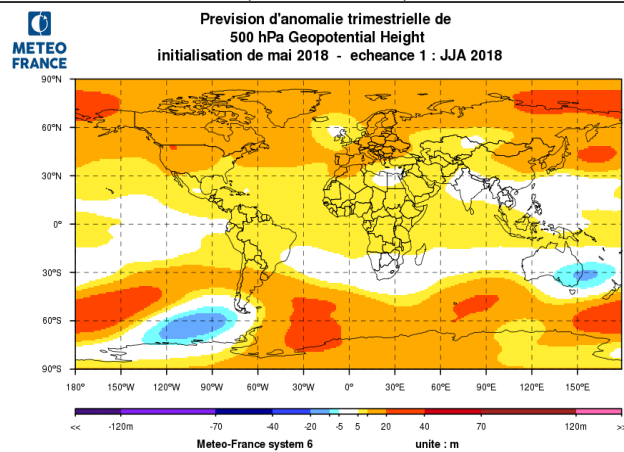 METEO
FRANCE
Prevision d'anomalie trimestrielle de
500 hPa Geopotential Height
initialisation de mai 2018 - echeance 1 : JJA 2018
90°N
60°N
30°N
0°
30°S
60°S
90°S
180° 150°W 120°W 90°W 60°W 30°W 0° 30°E 60°E 90°E 120°E 150°E
<< -120m -70 -40 -20 -5 5 20 40 70 120m >>
Meteo-France system 6 unite : m